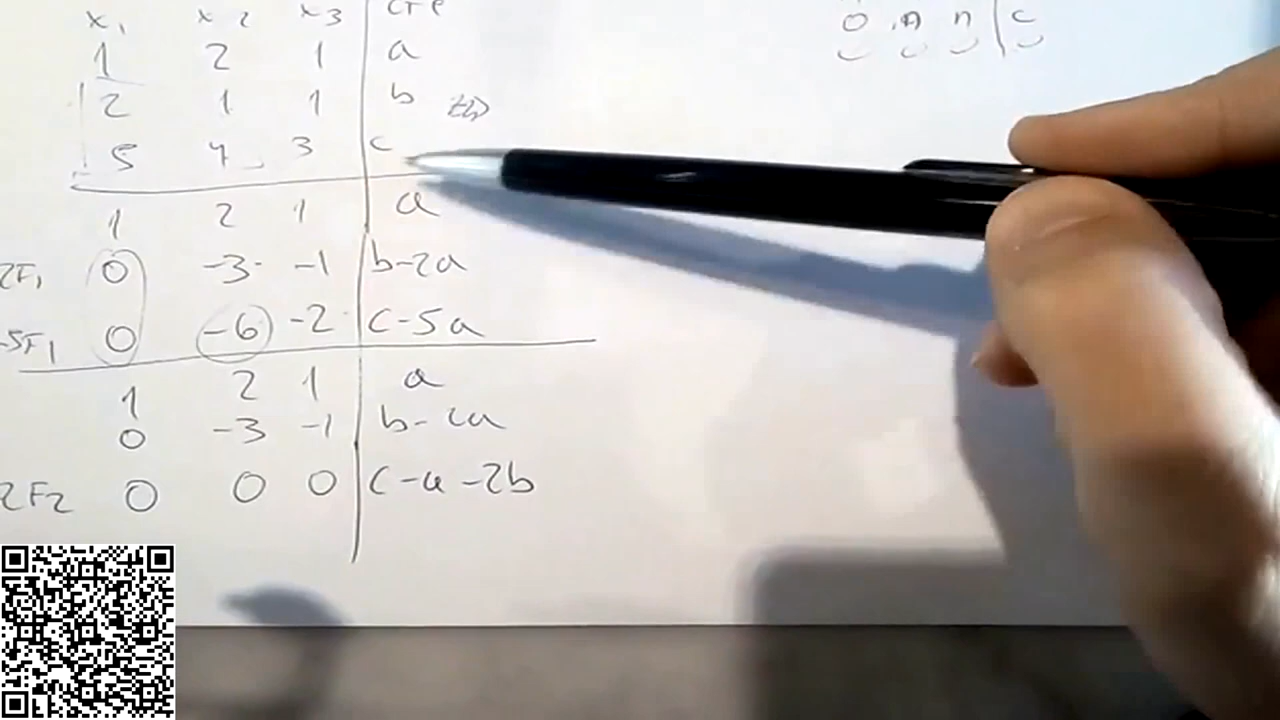 x₁ x₂ x₃ cte
1 2 1 a
2 1 1 b
5 4 3 c
1 2 1 a
2F₁ 0 -3 -1 b-2a
-5F₁ 0 -6 -2 c-5a
1 2 1 a
0 -3 -1 b-2a
2F₂ 0 0 0 c-a-2b
0 n n c